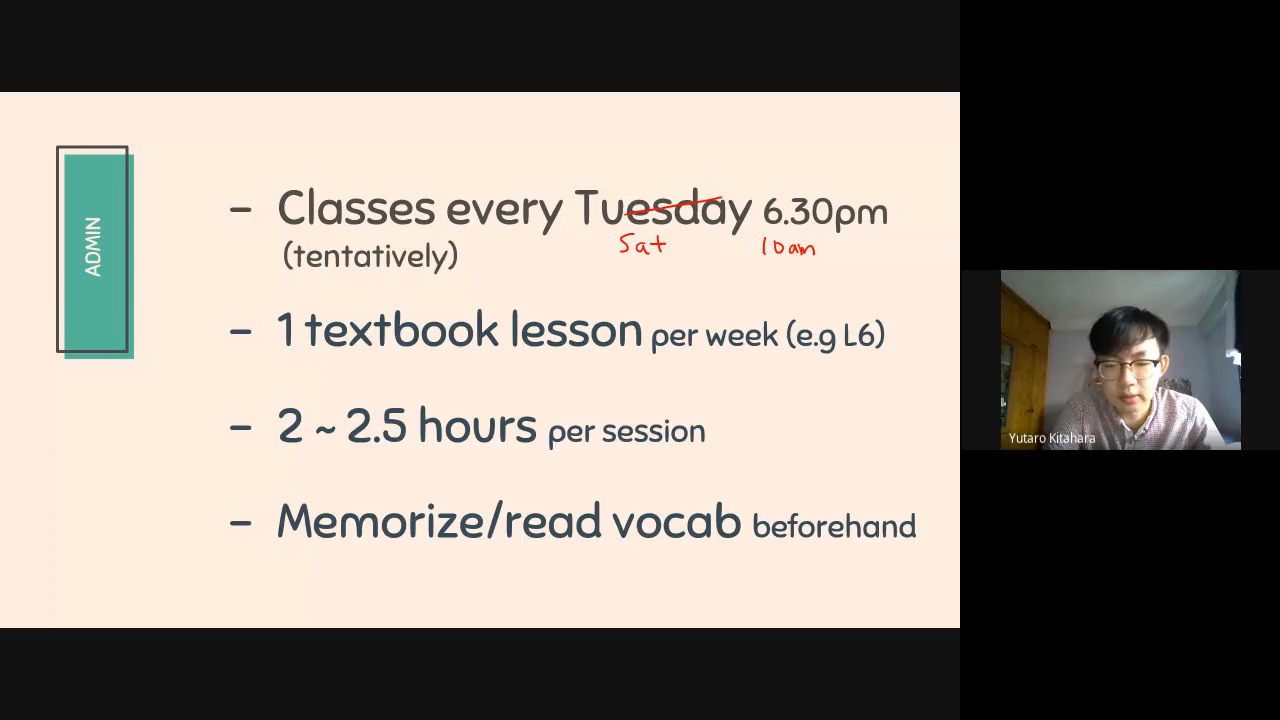 ADMIN
- Classes every Tuesday 6.30pm
(tentatively)
Sat 10am
- 1 textbook lesson per week (e.g L6)
- 2 ~ 2.5 hours per session
- Memorize/read vocab beforehand
Yutaro Kitahara